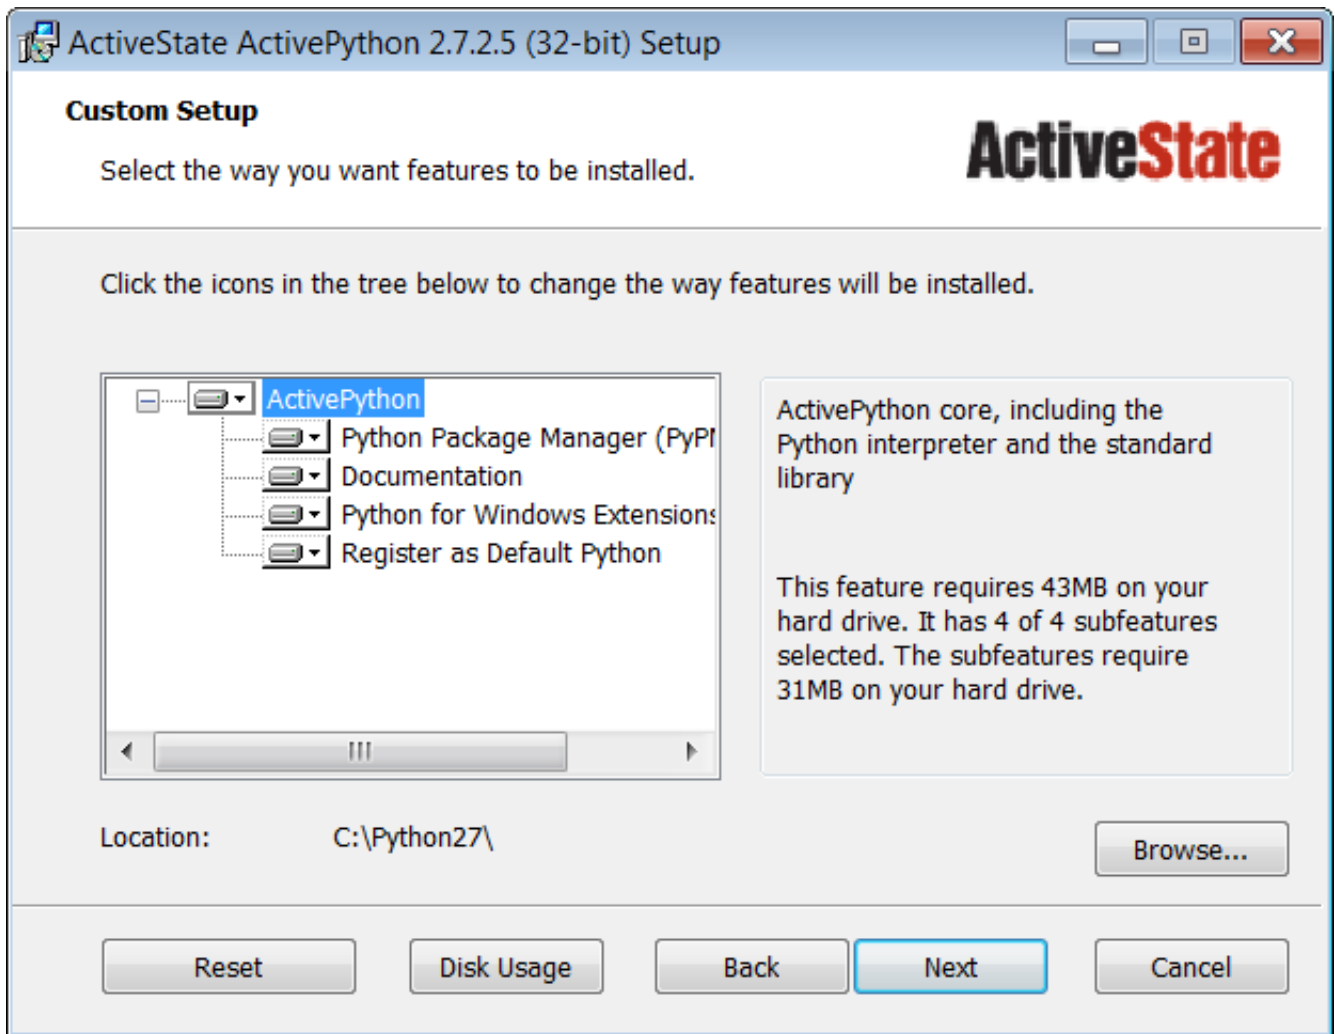 ActiveState ActivePython 2.7.2.5 (32-bit) Setup
Custom Setup
ActiveState
Select the way you want features to be installed.
Click the icons in the tree below to change the way features will be installed.
ActivePython
Python Package Manager (PyPM
Documentation
Python for Windows Extensions
Register as Default Python
ActivePython core, including the
Python interpreter and the standard
library
This feature requires 43MB on your
hard drive. It has 4 of 4 subfeatures
selected. The subfeatures require
31MB on your hard drive.
Location: C:\Python27\
Browse...
Reset Disk Usage Back Next Cancel